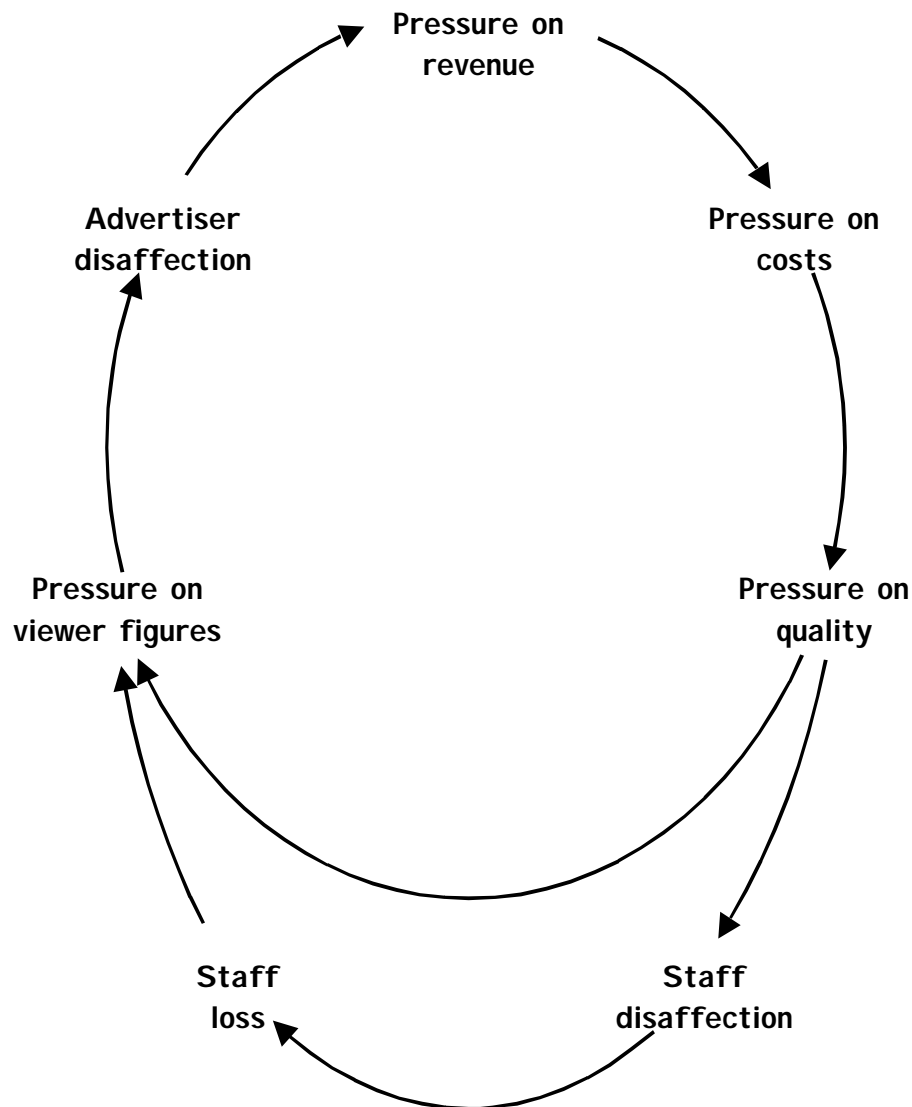 Pressure on
revenue
Advertiser
disaffection
Pressure on
costs
Pressure on
viewer figures
Pressure on
quality
Staff
loss
Staff
disaffection